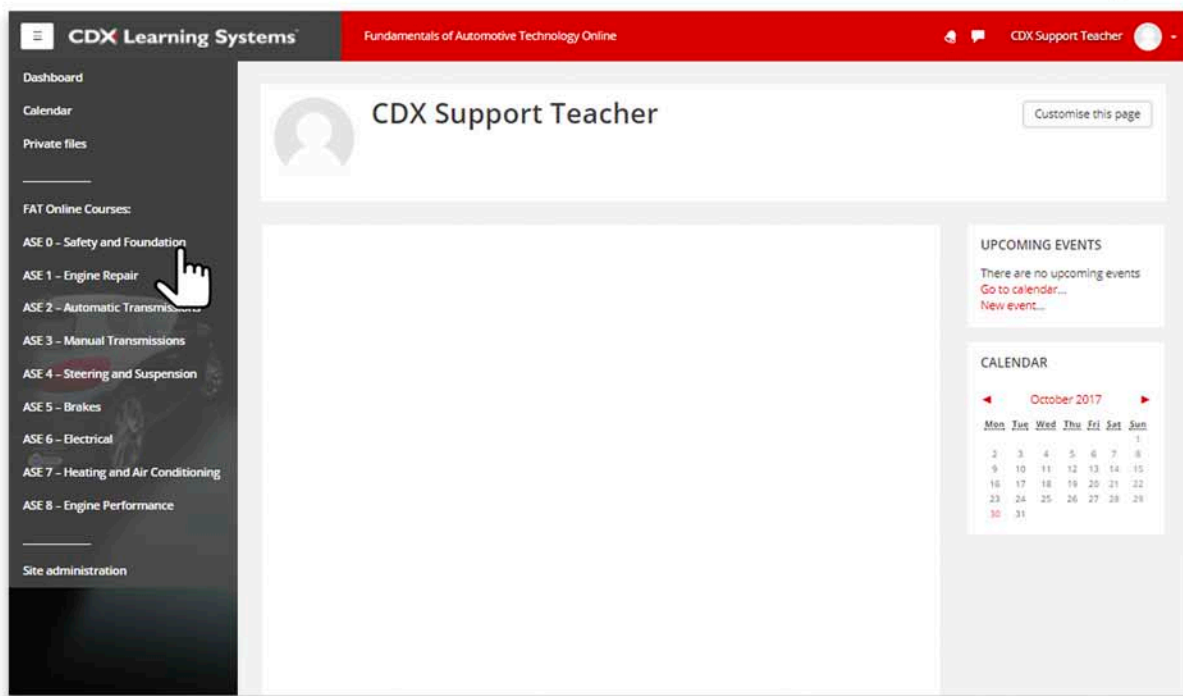 CDX Learning Systems
Fundamentals of Automotive Technology Online
CDX Support Teacher
Dashboard
Calendar
Private files
FAT Online Courses:
ASE 0 – Safety and Foundation
ASE 1 – Engine Repair
ASE 2 – Automatic Transmissions
ASE 3 – Manual Transmissions
ASE 4 – Steering and Suspension
ASE 5 – Brakes
ASE 6 – Electrical
ASE 7 – Heating and Air Conditioning
ASE 8 – Engine Performance
Site administration
CDX Support Teacher
Customise this page
UPCOMING EVENTS
There are no upcoming events
Go to calendar...
New event...
CALENDAR
◄ October 2017 ►
Mon Tue Wed Thu Fri Sat Sun
1
2 3 4 5 6 7 8
9 10 11 12 13 14 15
16 17 18 19 20 21 22
23 24 25 26 27 28 29
30 31